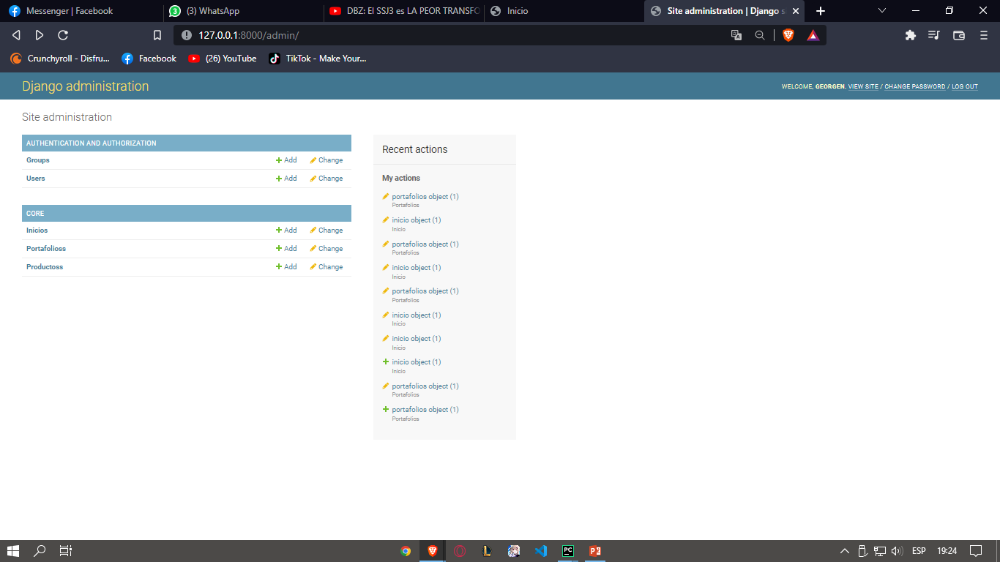 Messenger | Facebook
(3) WhatsApp
DBZ: El SSJ3 es LA PEOR TRANSFO
Inicio
Site administration | Django s
127.0.0.1:8000/admin/
Crunchyroll - Disfru...
Facebook
(26) YouTube
TikTok - Make Your...
Django administration
WELCOME, GEORGEN. VIEW SITE / CHANGE PASSWORD / LOG OUT
Site administration
AUTHENTICATION AND AUTHORIZATION
Groups Add Change
Users Add Change
CORE
Inicios Add Change
Portafolioss Add Change
Productoss Add Change
Recent actions
My actions
portafolios object (1)
Portafolios
inicio object (1)
Inicio
portafolios object (1)
Portafolios
inicio object (1)
Inicio
portafolios object (1)
Portafolios
inicio object (1)
Inicio
inicio object (1)
Inicio
inicio object (1)
Inicio
portafolios object (1)
Portafolios
portafolios object (1)
Portafolios
ESP
19:24